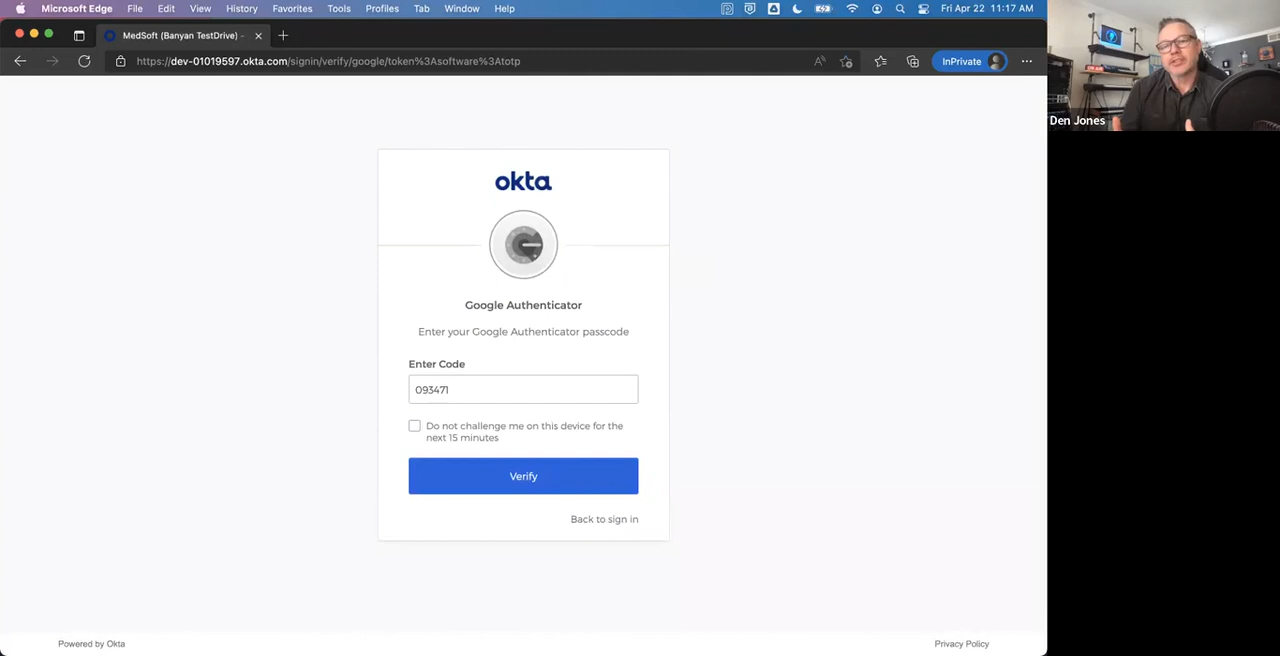 Microsoft Edge File Edit View History Favorites Tools Profiles Tab Window Help Fri Apr 22 11:17 AM
MedSoft (Banyan TestDrive) -
https://dev-01019597.okta.com/signin/verify/google/token%3Asoftware%3Atotp InPrivate
Den Jones
okta
Google Authenticator
Enter your Google Authenticator passcode
Enter Code
093471
Do not challenge me on this device for the
next 15 minutes
Verify
Back to sign in
Powered by Okta Privacy Policy